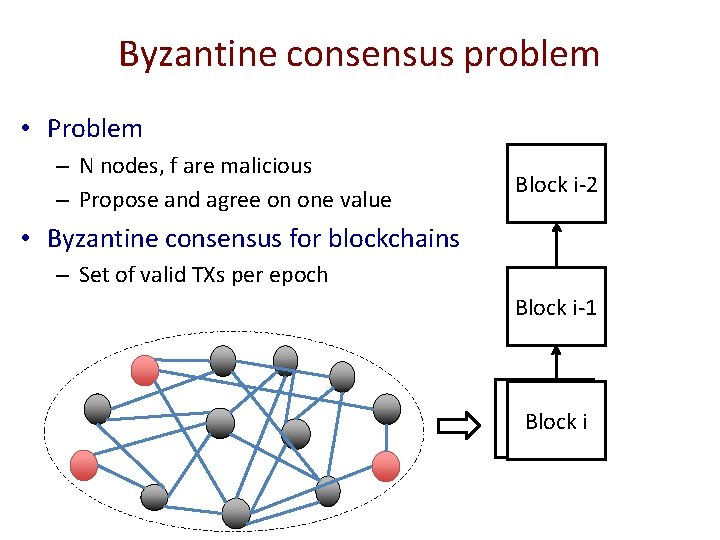 Byzantine consensus problem
• Problem
– N nodes, f are malicious
– Propose and agree on one value
• Byzantine consensus for blockchains
– Set of valid TXs per epoch
Block i-2
Block i-1
Block i